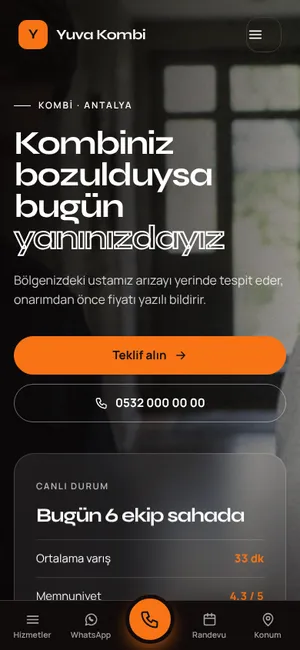 Y Yuva Kombi
KOMBİ · ANTALYA
Kombiniz
bozulduysa
bugün
yanınızdayız
Bölgenizdeki ustamız arızayı yerinde tespit eder,
onarımdan önce fiyatı yazılı bildirir.
Teklif alın →
0532 000 00 00
CANLI DURUM
Bugün 6 ekip sahada
Ortalama varış 33 dk
Memnuniyet 4,3 / 5
Hizmetler WhatsApp Randevu Konum